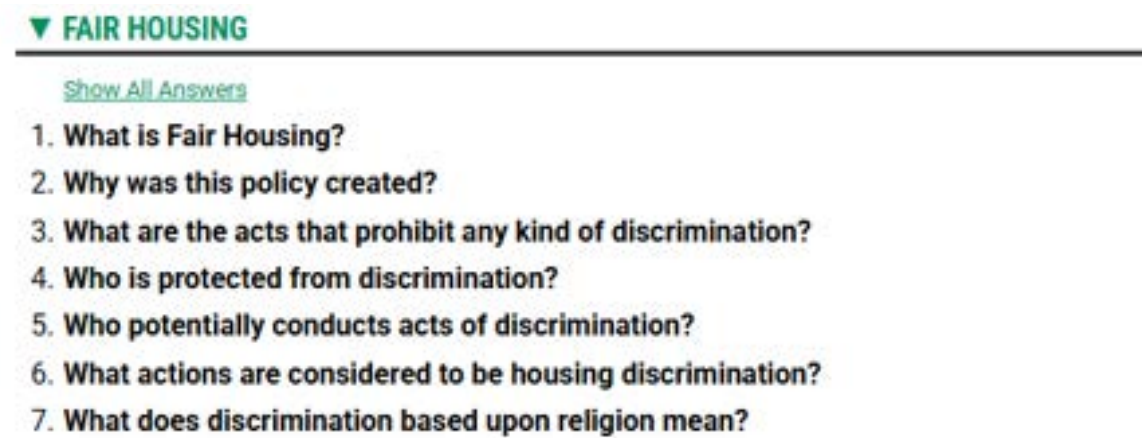 ▼ FAIR HOUSING
Show All Answers
1. What is Fair Housing?
2. Why was this policy created?
3. What are the acts that prohibit any kind of discrimination?
4. Who is protected from discrimination?
5. Who potentially conducts acts of discrimination?
6. What actions are considered to be housing discrimination?
7. What does discrimination based upon religion mean?